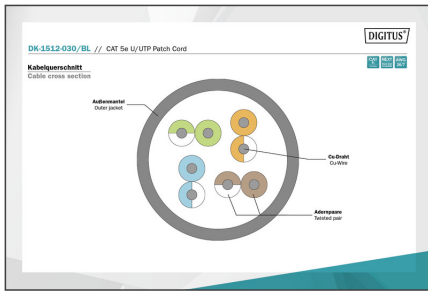 DIGITUS®
DK-1512-030/BL // CAT 5e U/UTP Patch Cord
Kabelquerschnitt
Cable cross section
Außenmantel
Outer jacket
Cu-Draht
Cu-Wire
Adernpaare
Twisted pair